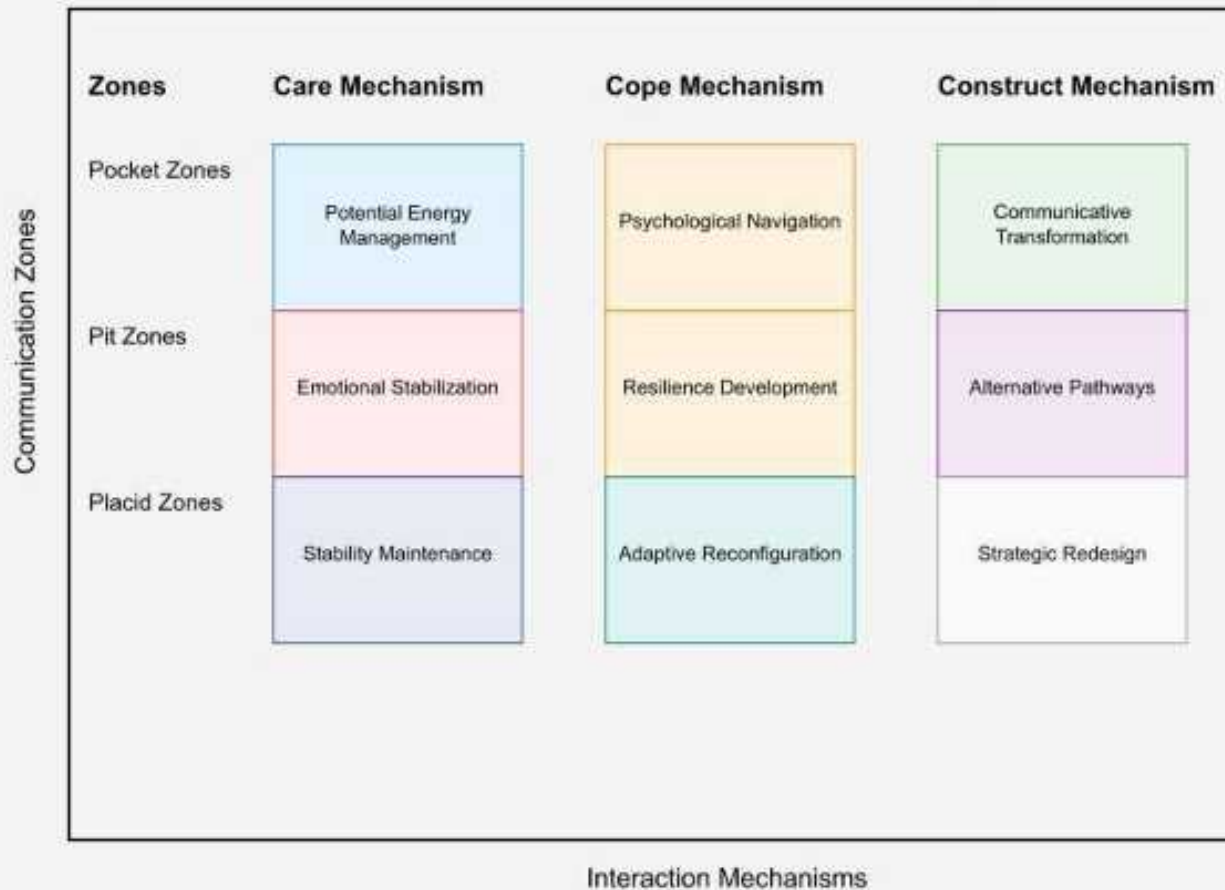 Zones Care Mechanism Cope Mechanism Construct Mechanism
Pocket Zones
Potential Energy
Management
Psychological Navigation
Communicative
Transformation
Pit Zones
Emotional Stabilization
Resilience Development
Alternative Pathways
Placid Zones
Stability Maintenance
Adaptive Reconfiguration
Strategic Redesign
Communication Zones
Interaction Mechanisms